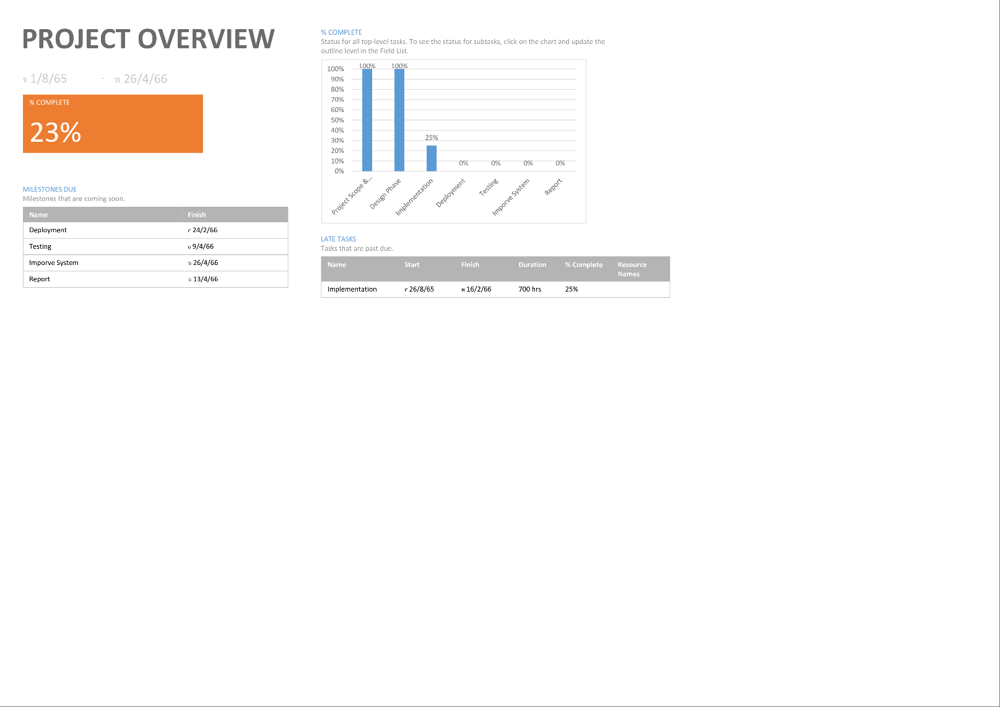 PROJECT OVERVIEW
จ 1/8/65 - พ 26/4/66
% COMPLETE
23%
MILESTONES DUE
Milestones that are coming soon.
Name Finish
Deployment ศ 24/2/66
Testing อ 9/4/66
Imporve System พ 26/4/66
Report พ 13/4/66
% COMPLETE
Status for all top-level tasks. To see the status for subtasks, click on the chart and update the
outline level in the Field List.
100%
90%
80%
70%
60%
50%
40%
30%
20%
10%
0%
100% 100% 25% 0% 0% 0% 0%
Project Scope &... Design Phase Implementation Deployment Testing Imporve System Report
LATE TASKS
Tasks that are past due.
Name Start Finish Duration % Complete Resource
Names
Implementation ศ 26/8/65 พ 16/2/66 700 hrs 25%